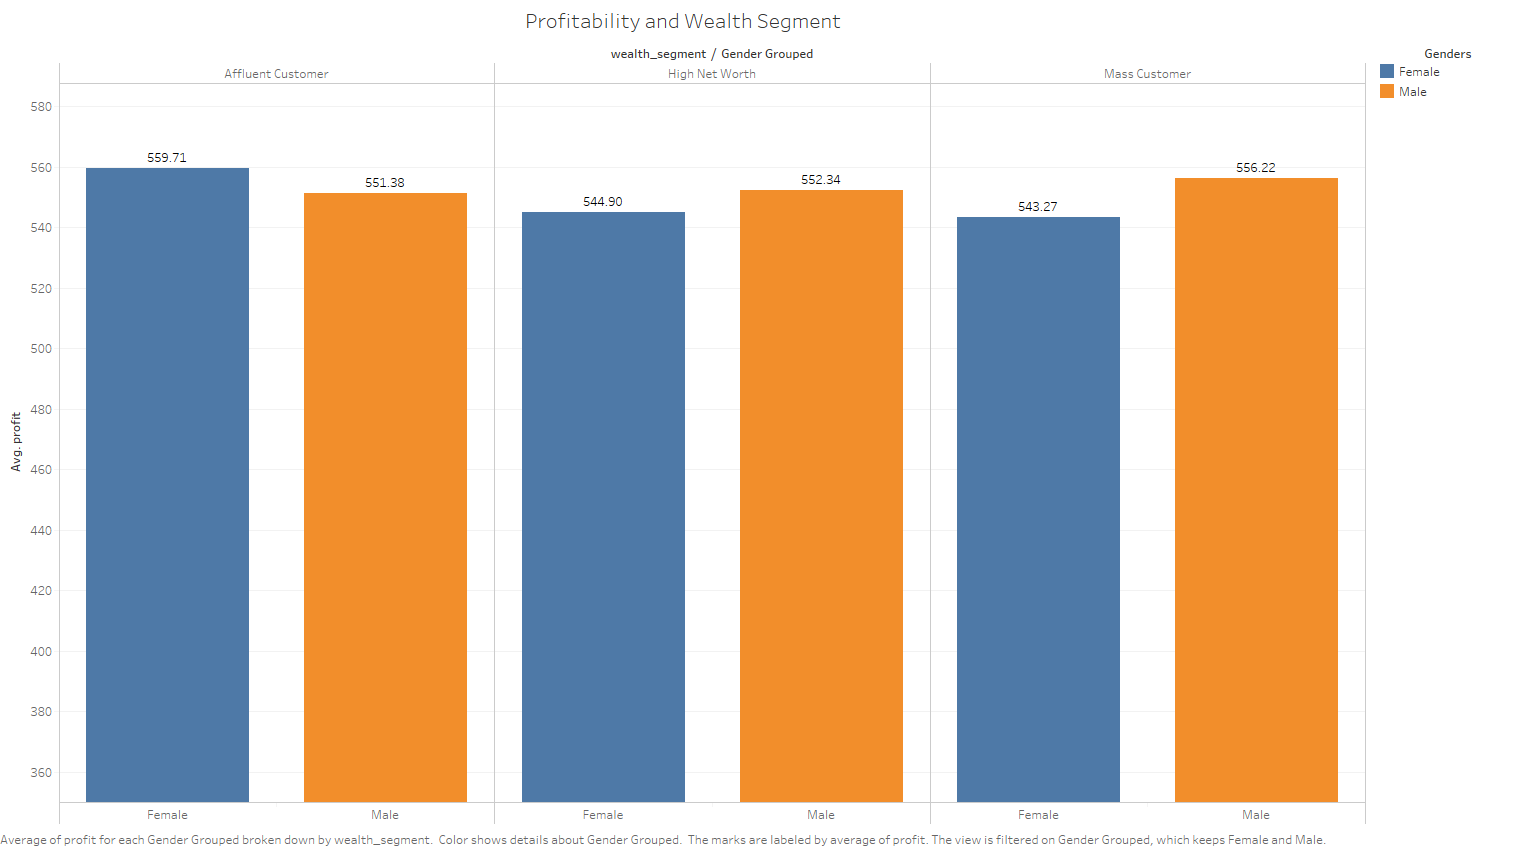 Profitability and Wealth Segment
wealth_segment / Gender Grouped
Genders
Affluent Customer
High Net Worth
Mass Customer
Female
Male
580
560
540
520
500
480
460
440
420
400
380
360
Avg. profit
559.71
551.38
544.90
552.34
543.27
556.22
Female
Male
Female
Male
Female
Male
Average of profit for each Gender Grouped broken down by wealth_segment.  Color shows details about Gender Grouped.  The marks are labeled by average of profit. The view is filtered on Gender Grouped, which keeps Female and Male.